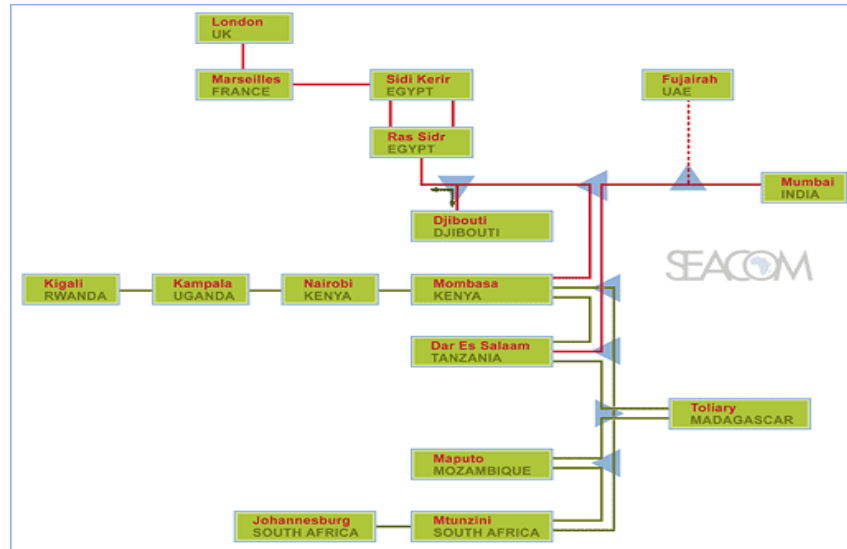 London
UK
Marseilles
FRANCE
Sidi Kerir
EGYPT
Fujairah
UAE
Ras Sidr
EGYPT
Mumbai
INDIA
Djibouti
DJIBOUTI
SEACOM
Kigali
RWANDA
Kampala
UGANDA
Nairobi
KENYA
Mombasa
KENYA
Dar Es Salaam
TANZANIA
Toliary
MADAGASCAR
Maputo
MOZAMBIQUE
Johannesburg
SOUTH AFRICA
Mtunzini
SOUTH AFRICA